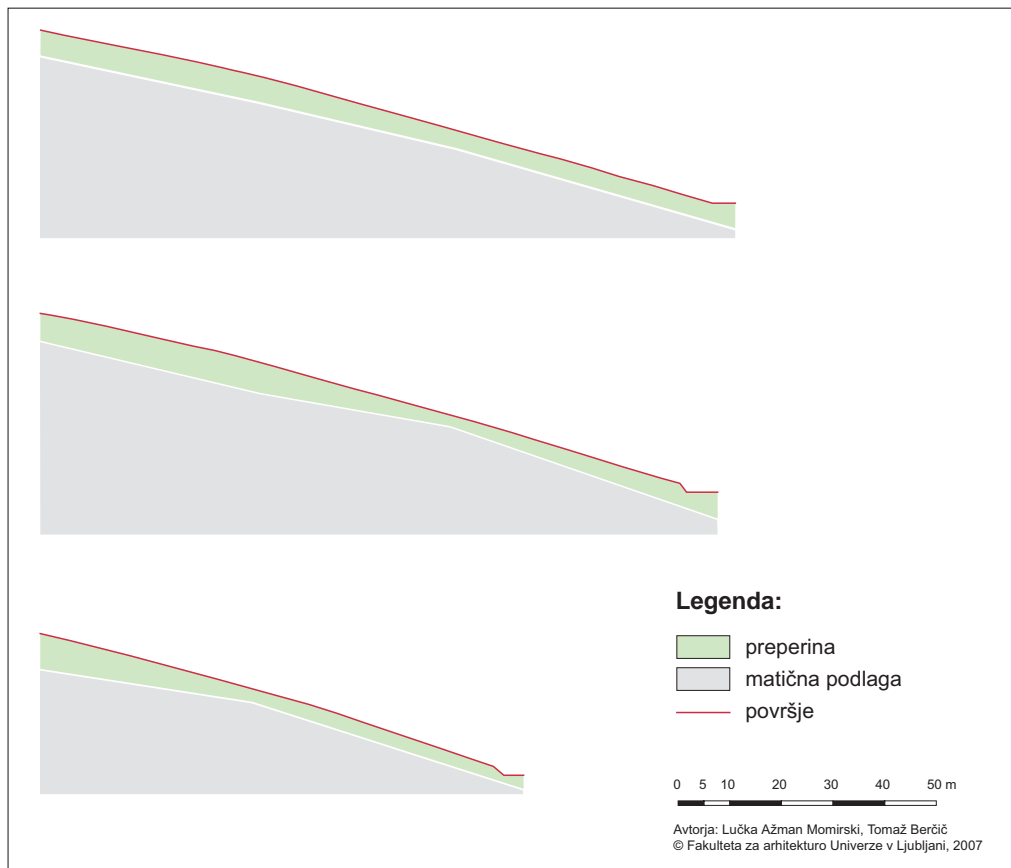 Legenda:
preperina
matična podlaga
površje
0 5 10 20 30 40 50 m
Avtorja: Lučka Ažman Momirski, Tomaž Berčič
© Fakulteta za arhitekturo Univerze v Ljubljani, 2007